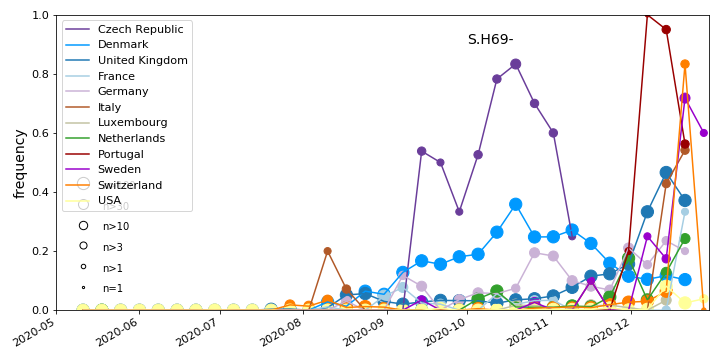 S.H69-
Czech Republic
Denmark
United Kingdom
France
Germany
Italy
Luxembourg
Netherlands
Portugal
Sweden
Switzerland
USA
n>30
n>10
n>3
n>1
n=1
frequency
1.0
0.8
0.6
0.4
0.2
0.0
2020-05
2020-06
2020-07
2020-08
2020-09
2020-10
2020-11
2020-12